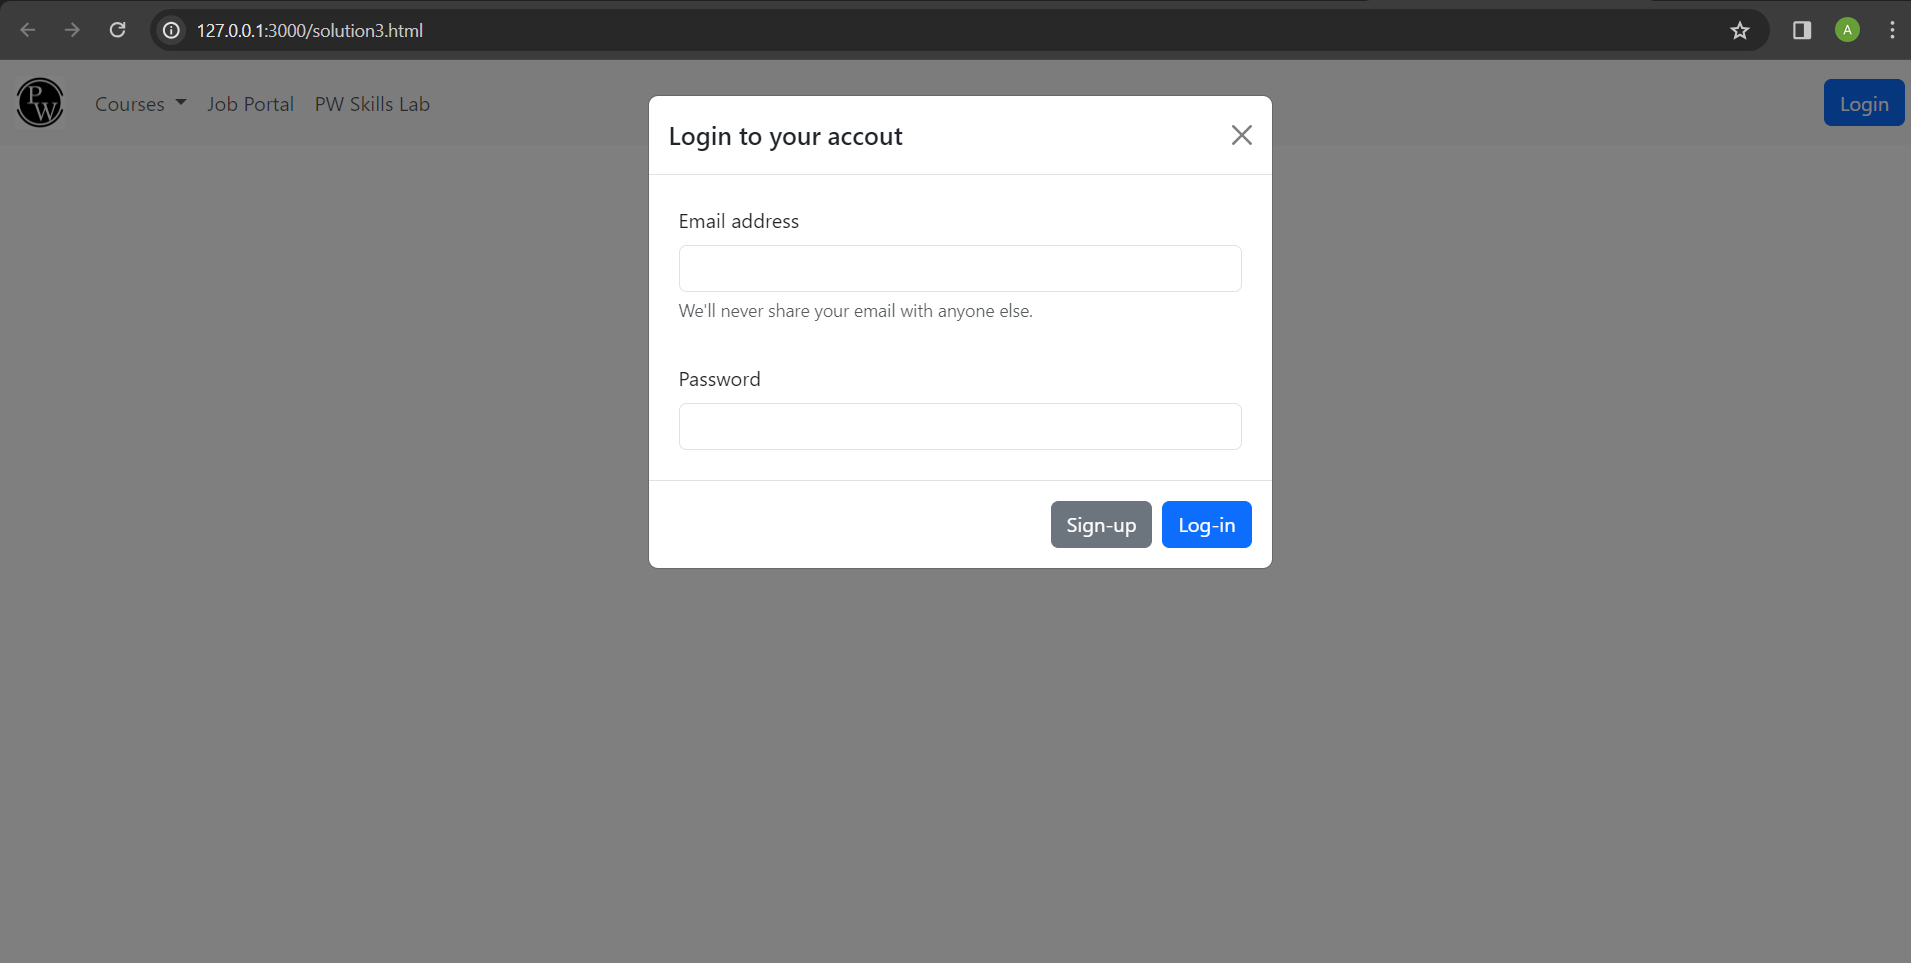 127.0.0.1:3000/solution3.html
A
PW
Courses Job Portal PW Skills Lab
Login
Login to your accout
Email address
We'll never share your email with anyone else.
Password
Sign-up Log-in